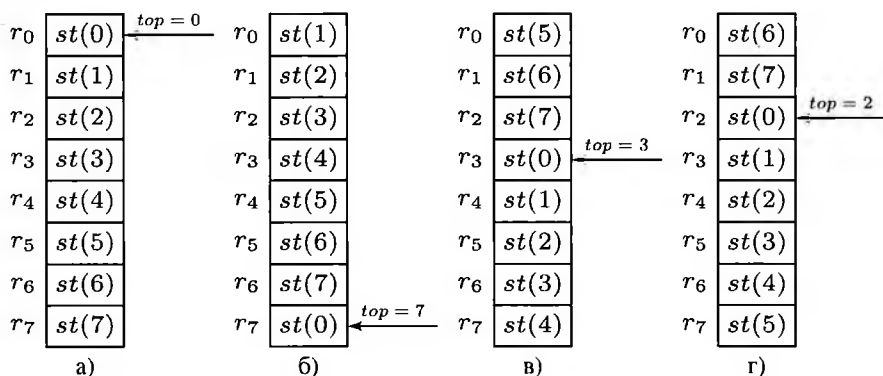 top = 0
r0 st(0) r0 st(1) r0 st(5) r0 st(6)
r1 st(1) r1 st(2) r1 st(6) r1 st(7)
top = 2
r2 st(2) r2 st(3) r2 st(7) r2 st(0)
top = 3
r3 st(3) r3 st(4) r3 st(0) r3 st(1)
r4 st(4) r4 st(5) r4 st(1) r4 st(2)
r5 st(5) r5 st(6) r5 st(2) r5 st(3)
r6 st(6) r6 st(7) r6 st(3) r6 st(4)
top = 7
r7 st(7) r7 st(0) r7 st(4) r7 st(5)
а) б) в) г)